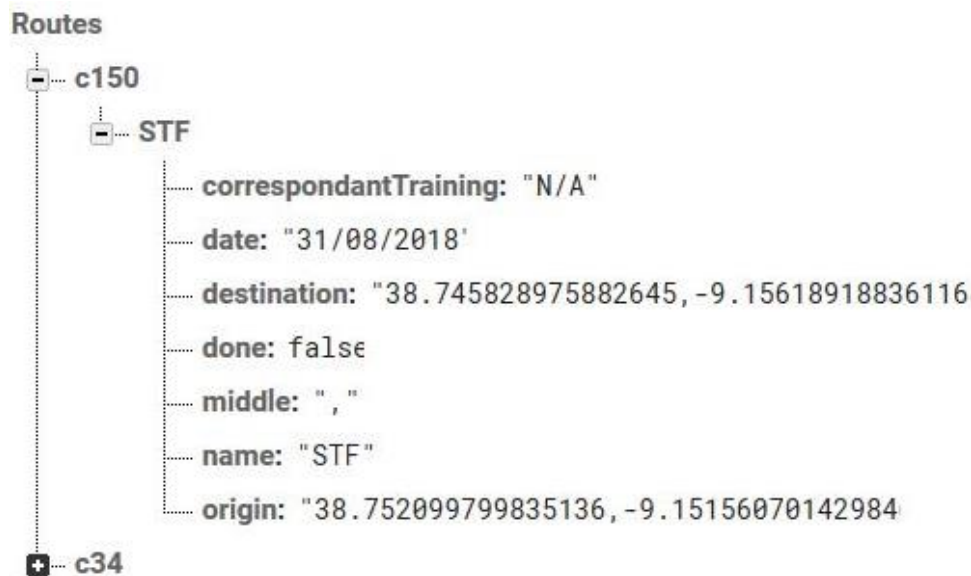 Routes
c150
STF
correspondantTraining: "N/A"
date: "31/08/2018'
destination: "38.745828975882645,-9.15618918836116
done: false
middle: ","
name: "STF"
origin: "38.752099799835136,-9.15156070142984
c34